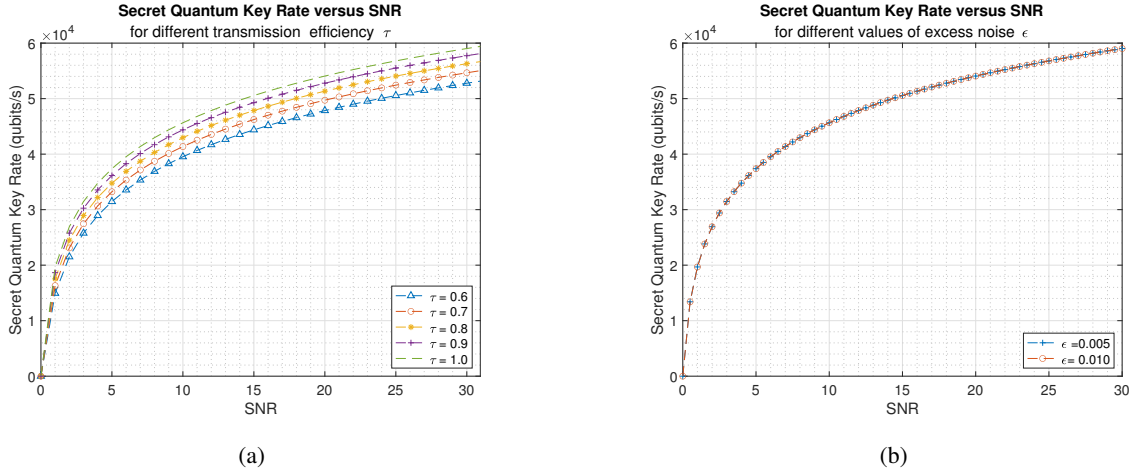 Secret Quantum Key Rate versus SNR
for different transmission efficiency τ
×10⁴
Secret Quantum Key Rate (qubits/s)
6
5
4
3
2
1
0
0 5 10 15 20 25 30
SNR
τ = 0.6
τ = 0.7
τ = 0.8
τ = 0.9
τ = 1.0
(a)
Secret Quantum Key Rate versus SNR
for different values of excess noise ϵ
×10⁴
Secret Quantum Key Rate (qubits/s)
6
5
4
3
2
1
0
0 5 10 15 20 25 30
SNR
ϵ =0.005
ϵ = 0.010
(b)